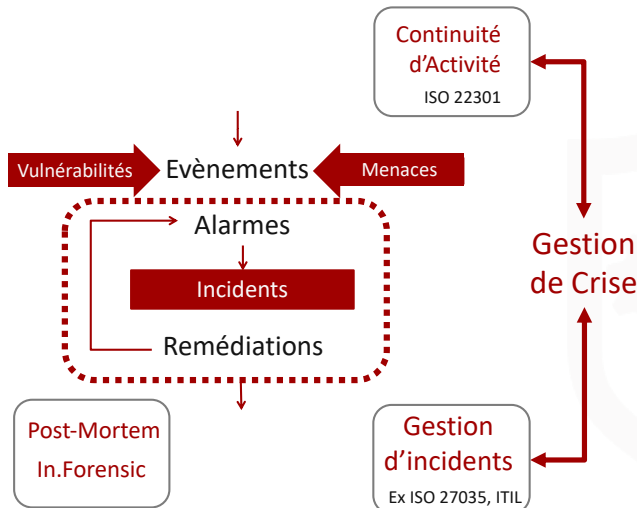 Continuité
d'Activité
ISO 22301
Vulnérabilités
Evènements
Menaces
Alarmes
Incidents
Remédiations
Gestion
de Crise
Post-Mortem
In.Forensic
Gestion
d'incidents
Ex ISO 27035, ITIL